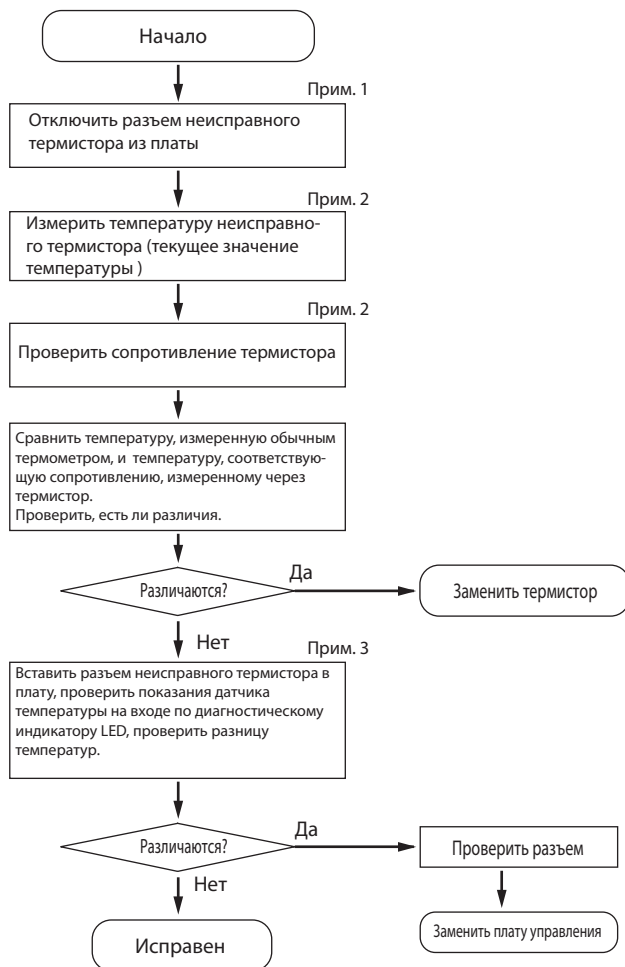 Начало
Прим. 1
Отключить разъем неисправного
термистора из платы
Прим. 2
Измерить температуру неисправно-
го термистора (текущее значение
температуры )
Прим. 2
Проверить сопротивление термистора
Сравнить температуру, измеренную обычным
термометром, и температуру, соответствую-
щую сопротивлению, измеренному через
термистор.
Проверить, есть ли различия.
Различаются?
Да
Заменить термистор
Нет
Прим. 3
Вставить разъем неисправного термистора в
плату, проверить показания датчика
температуры на входе по диагностическому
индикатору LED, проверить разницу
температур.
Различаются?
Да
Проверить разъем
Нет
Заменить плату управления
Исправен